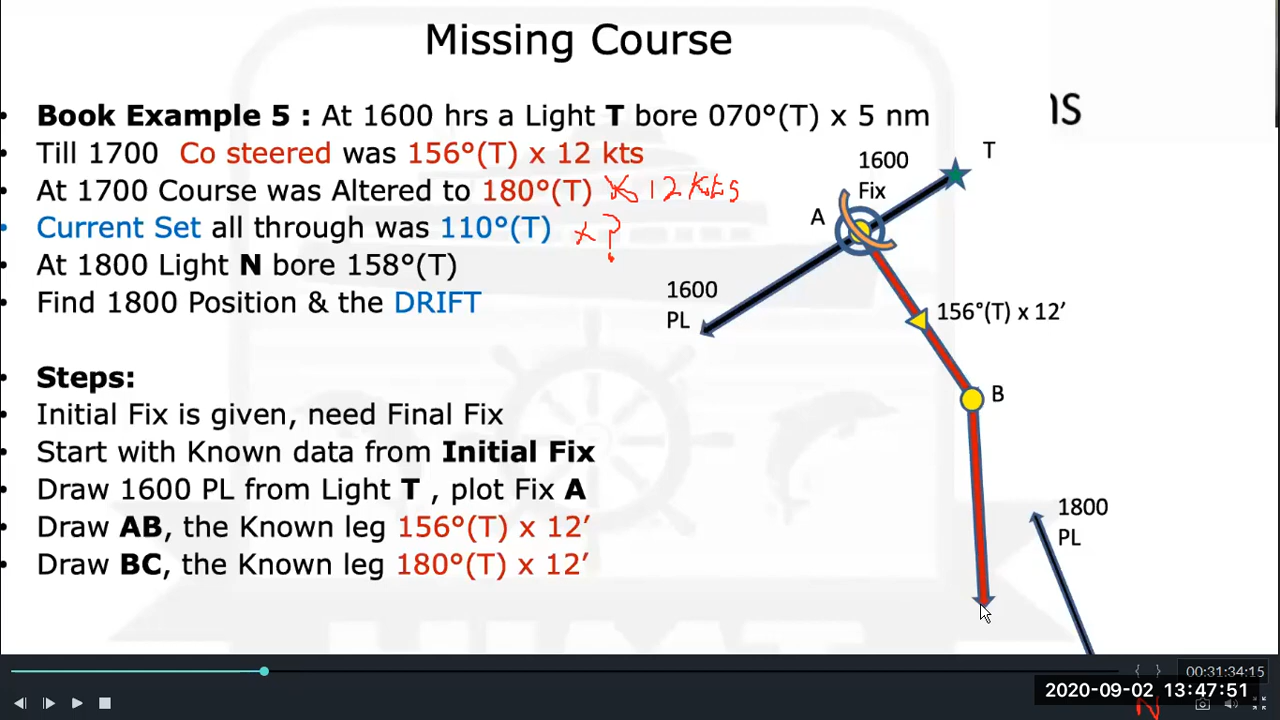 Missing Course
ns
• Book Example 5 : At 1600 hrs a Light T bore 070°(T) x 5 nm
• Till 1700 Co steered was 156°(T) x 12 kts
• At 1700 Course was Altered to 180°(T) x 12 kts
• Current Set all through was 110°(T) x ?
• At 1800 Light N bore 158°(T)
• Find 1800 Position & the DRIFT
• Steps:
• Initial Fix is given, need Final Fix
• Start with Known data from Initial Fix
• Draw 1600 PL from Light T , plot Fix A
• Draw AB, the Known leg 156°(T) x 12’
• Draw BC, the Known leg 180°(T) x 12’
1600
Fix
T
A
1600
PL
156°(T) x 12’
B
1800
PL
N
{ }
00:31:34:15
2020-09-02 13:47:51